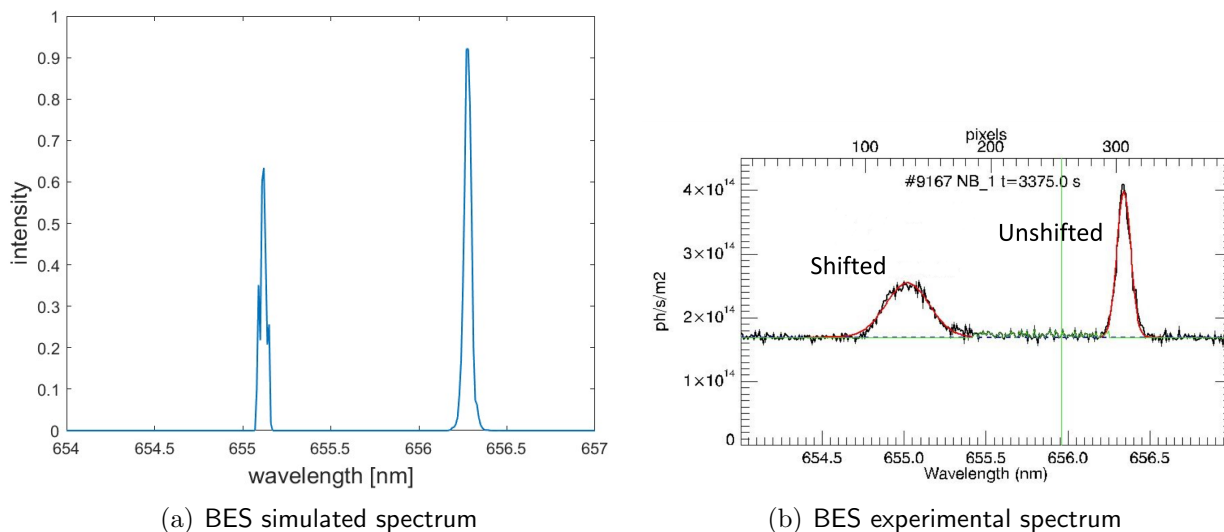 1
0.9
0.8
0.7
0.6
0.5
0.4
0.3
0.2
0.1
0
intensity
654 654.5 655 655.5 656 656.5 657
wavelength [nm]
(a) BES simulated spectrum
pixels
100 200 300
#9167 NB_1 t=3375.0 s
4×10¹⁴
3×10¹⁴
2×10¹⁴
1×10¹⁴
0
ph/s/m2
Unshifted
Shifted
654.5 655.0 655.5 656.0 656.5
Wavelength (nm)
(b) BES experimental spectrum